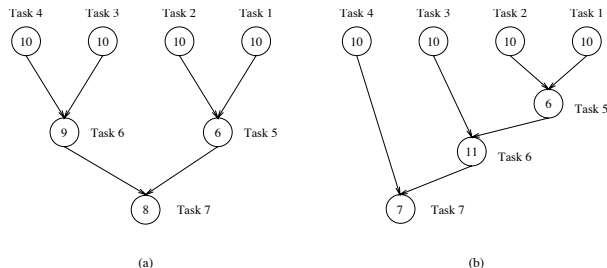 Task 4 Task 3 Task 2 Task 1 Task 4 Task 3 Task 2 Task 1
10 10 10 10 10 10 10 10
6 Task 5
9 Task 6 6 Task 5
11 Task 6
8 Task 7 7 Task 7
(a) (b)